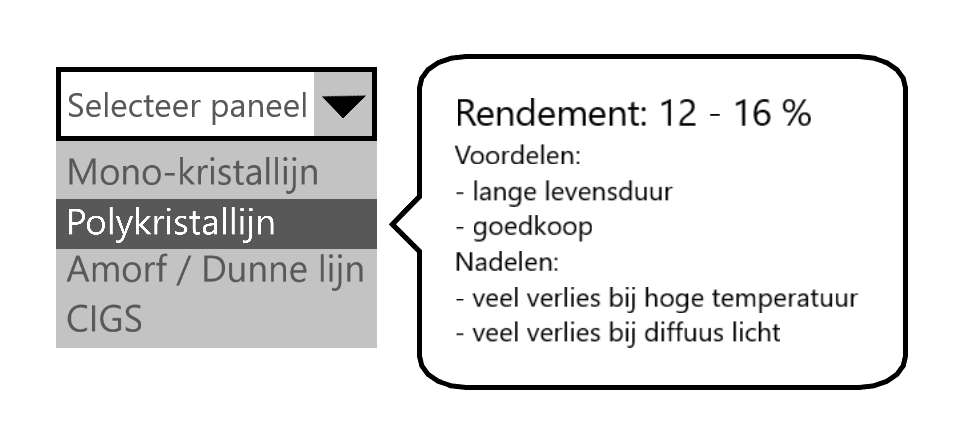 Selecteer paneel
Mono-kristallijn
Polykristallijn
Amorf / Dunne lijn
CIGS
Rendement: 12 - 16 %
Voordelen:
- lange levensduur
- goedkoop
Nadelen:
- veel verlies bij hoge temperatuur
- veel verlies bij diffuus licht